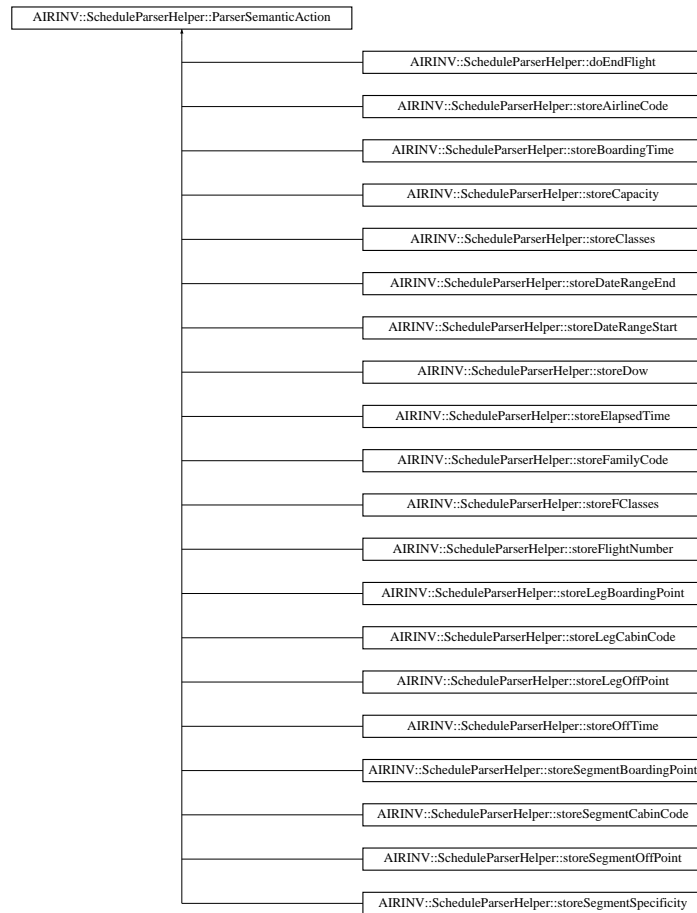 AIRINV::ScheduleParserHelper::ParserSemanticAction
AIRINV::ScheduleParserHelper::doEndFlight
AIRINV::ScheduleParserHelper::storeAirlineCode
AIRINV::ScheduleParserHelper::storeBoardingTime
AIRINV::ScheduleParserHelper::storeCapacity
AIRINV::ScheduleParserHelper::storeClasses
AIRINV::ScheduleParserHelper::storeDateRangeEnd
AIRINV::ScheduleParserHelper::storeDateRangeStart
AIRINV::ScheduleParserHelper::storeDow
AIRINV::ScheduleParserHelper::storeElapsedTime
AIRINV::ScheduleParserHelper::storeFamilyCode
AIRINV::ScheduleParserHelper::storeFClasses
AIRINV::ScheduleParserHelper::storeFlightNumber
AIRINV::ScheduleParserHelper::storeLegBoardingPoint
AIRINV::ScheduleParserHelper::storeLegCabinCode
AIRINV::ScheduleParserHelper::storeLegOffPoint
AIRINV::ScheduleParserHelper::storeOffTime
AIRINV::ScheduleParserHelper::storeSegmentBoardingPoint
AIRINV::ScheduleParserHelper::storeSegmentCabinCode
AIRINV::ScheduleParserHelper::storeSegmentOffPoint
AIRINV::ScheduleParserHelper::storeSegmentSpecificity